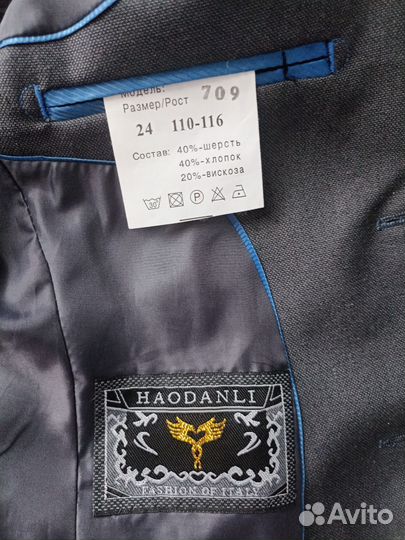 Модель: 709
Размер/Рост
24 110-116
Состав: 40%-шерсть
40%-хлопок
20%-вискоза
30
P
HAODANLI
FASHION OF ITALY
Avito